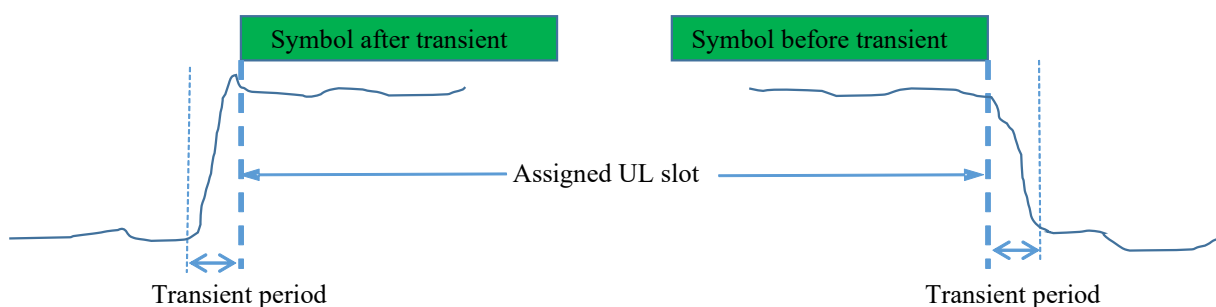 Symbol after transient
Symbol before transient
Assigned UL slot
Transient period
Transient period